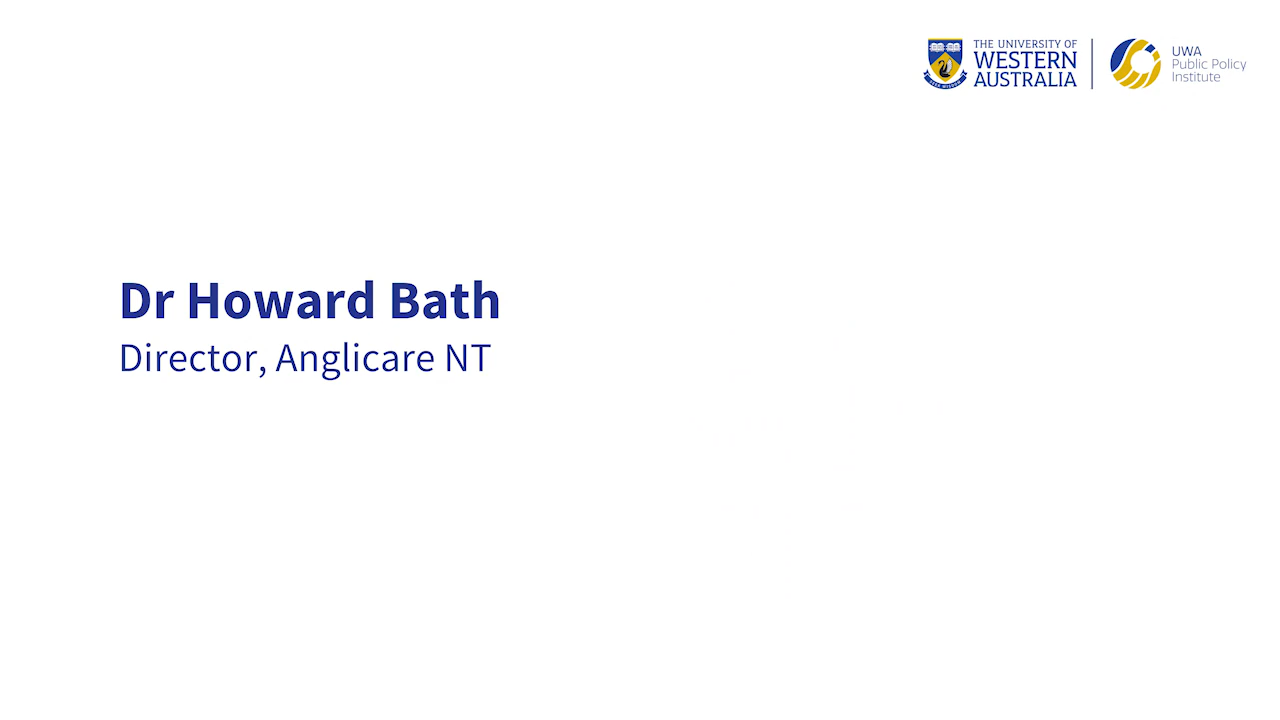 THE UNIVERSITY OF
WESTERN
AUSTRALIA
UWA
Public Policy
Institute
Dr Howard Bath
Director, Anglicare NT